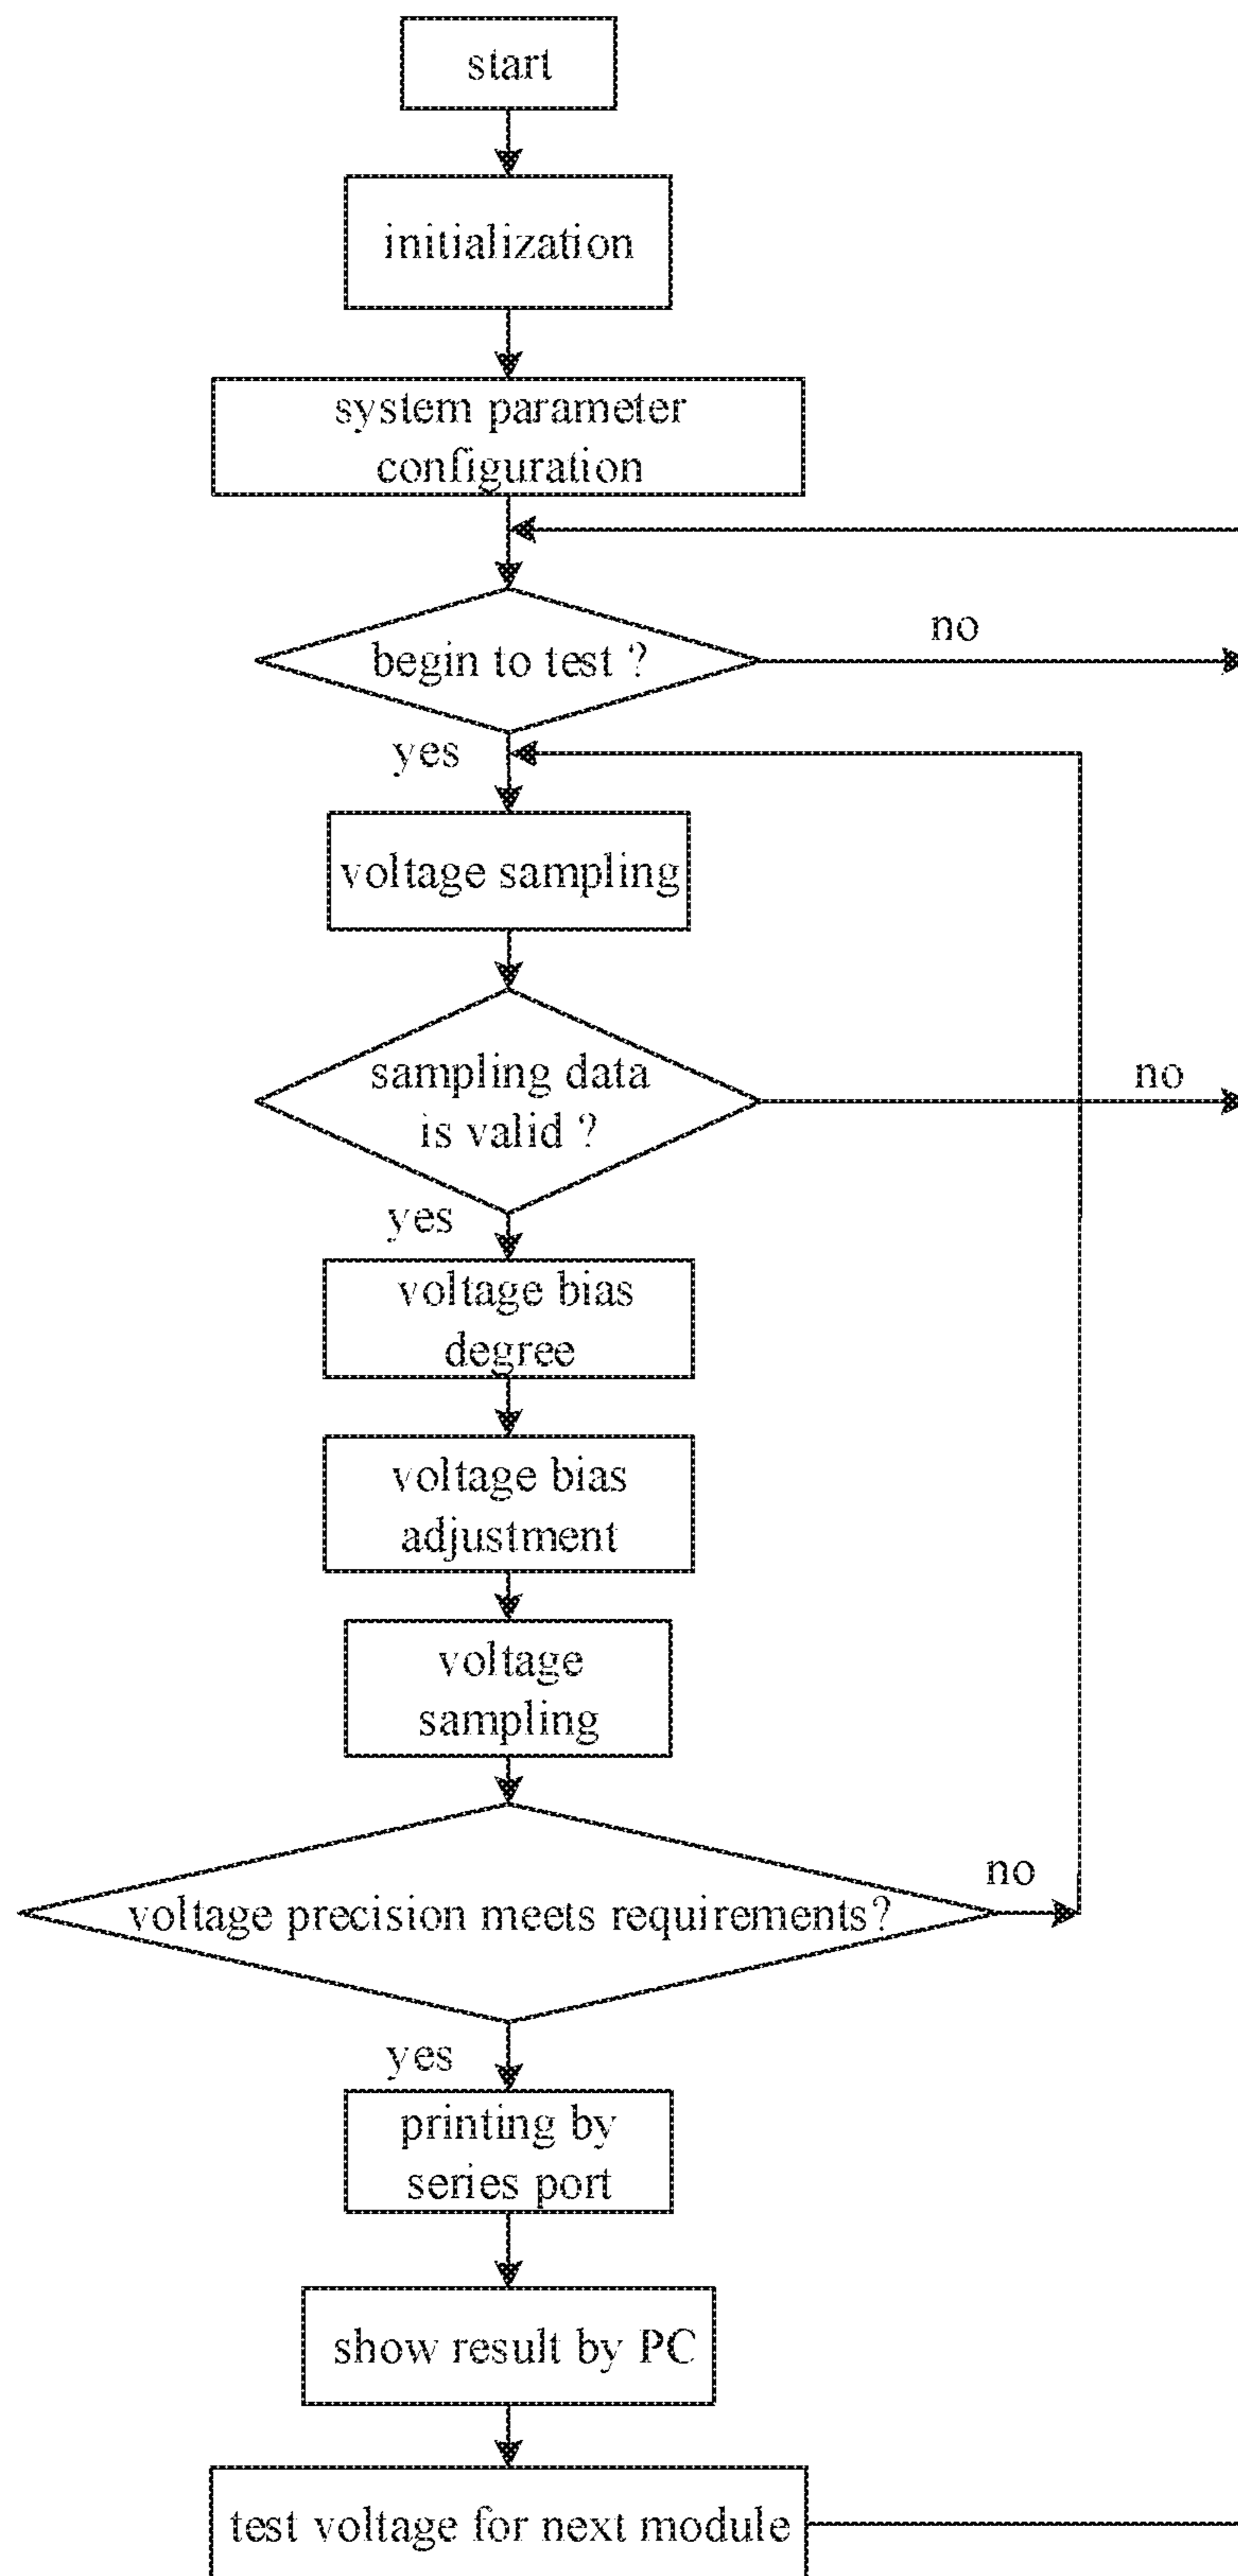 start
initialization
system parameter
configuration
begin to test ?
no
yes
voltage sampling
sampling data
is valid ?
no
yes
voltage bias
degree
voltage bias
adjustment
voltage
sampling
voltage precision meets requirements?
no
yes
printing by
series port
show result by PC
test voltage for next module